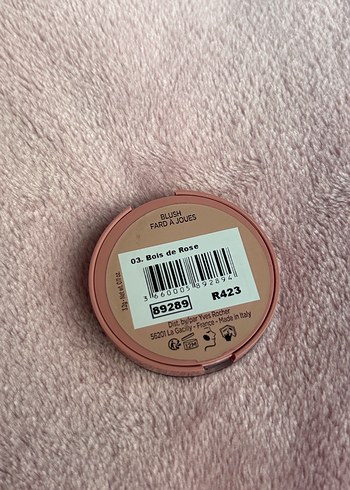 BLUSH
FARD À JOUES
03. Bois de Rose
3 660005 892894
89289 R423
Dist. by/par Yves Rocher
56201 La Gacilly - France - Made in Italy
12M